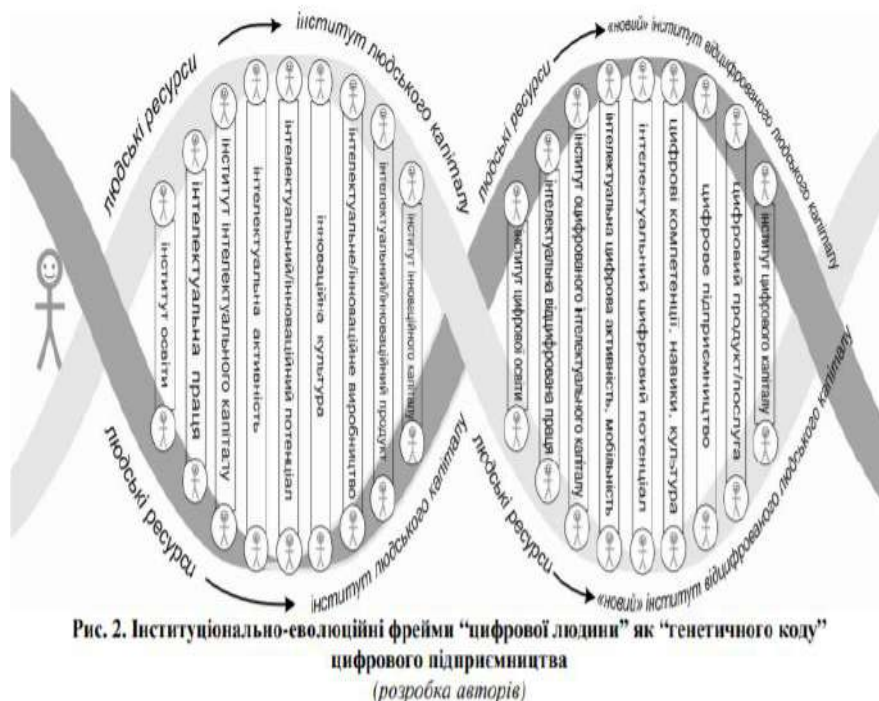 людські ресурси
інститут людського капіталу
людські ресурси
«новий» інститут відцифрованого людського капіталу
інститут освіти
інтелектуальна праця
інститут інтелектуального капіталу
інтелектуальна активність
інтелектуальний/інноваційний потенціал
інноваційна культура
інтелектуальне/інноваційне виробництво
інтелектуальний/інноваційний продукт
інститут інноваційного капіталу
інститут цифрової освіти
інтелектуальна відцифрована праця
інститут оцифрованого інтелектуального капіталу
інтелектуальна цифрова активність, мобільність
інтелектуальний цифровий потенціал
цифрові компетенції, навики, культура
цифрове підприємництво
цифровий продукт/послуга
інститут цифрового капіталу
людські ресурси
інститут людського капіталу
людські ресурси
«новий» інститут відцифрованого людського капіталу
Рис. 2. Інституціонально-еволюційні фрейми “цифрової людини” як “генетичного коду”
цифрового підприємництва
(розробка авторів)